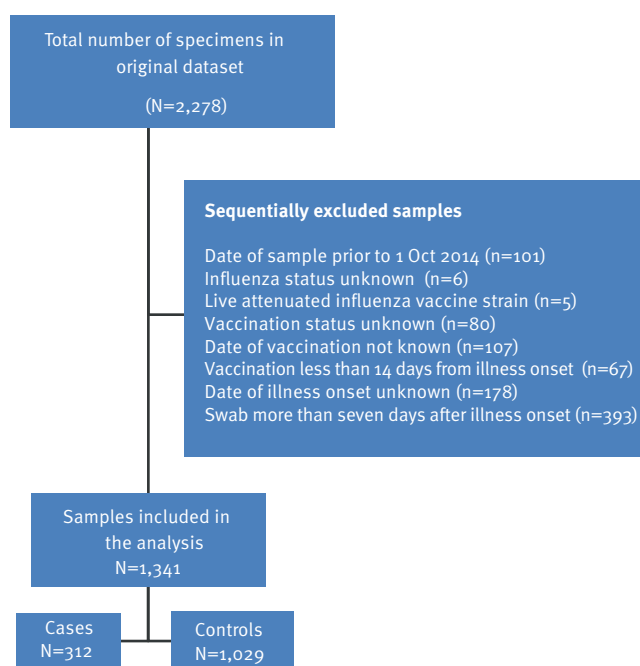 Total number of specimens in
original dataset
(N=2,278)
Sequentially excluded samples
Date of sample prior to 1 Oct 2014 (n=101)
Influenza status unknown (n=6)
Live attenuated influenza vaccine strain (n=5)
Vaccination status unknown (n=80)
Date of vaccination not known (n=107)
Vaccination less than 14 days from illness onset (n=67)
Date of illness onset unknown (n=178)
Swab more than seven days after illness onset (n=393)
Samples included in
the analysis
N=1,341
Cases
N=312
Controls
N=1,029